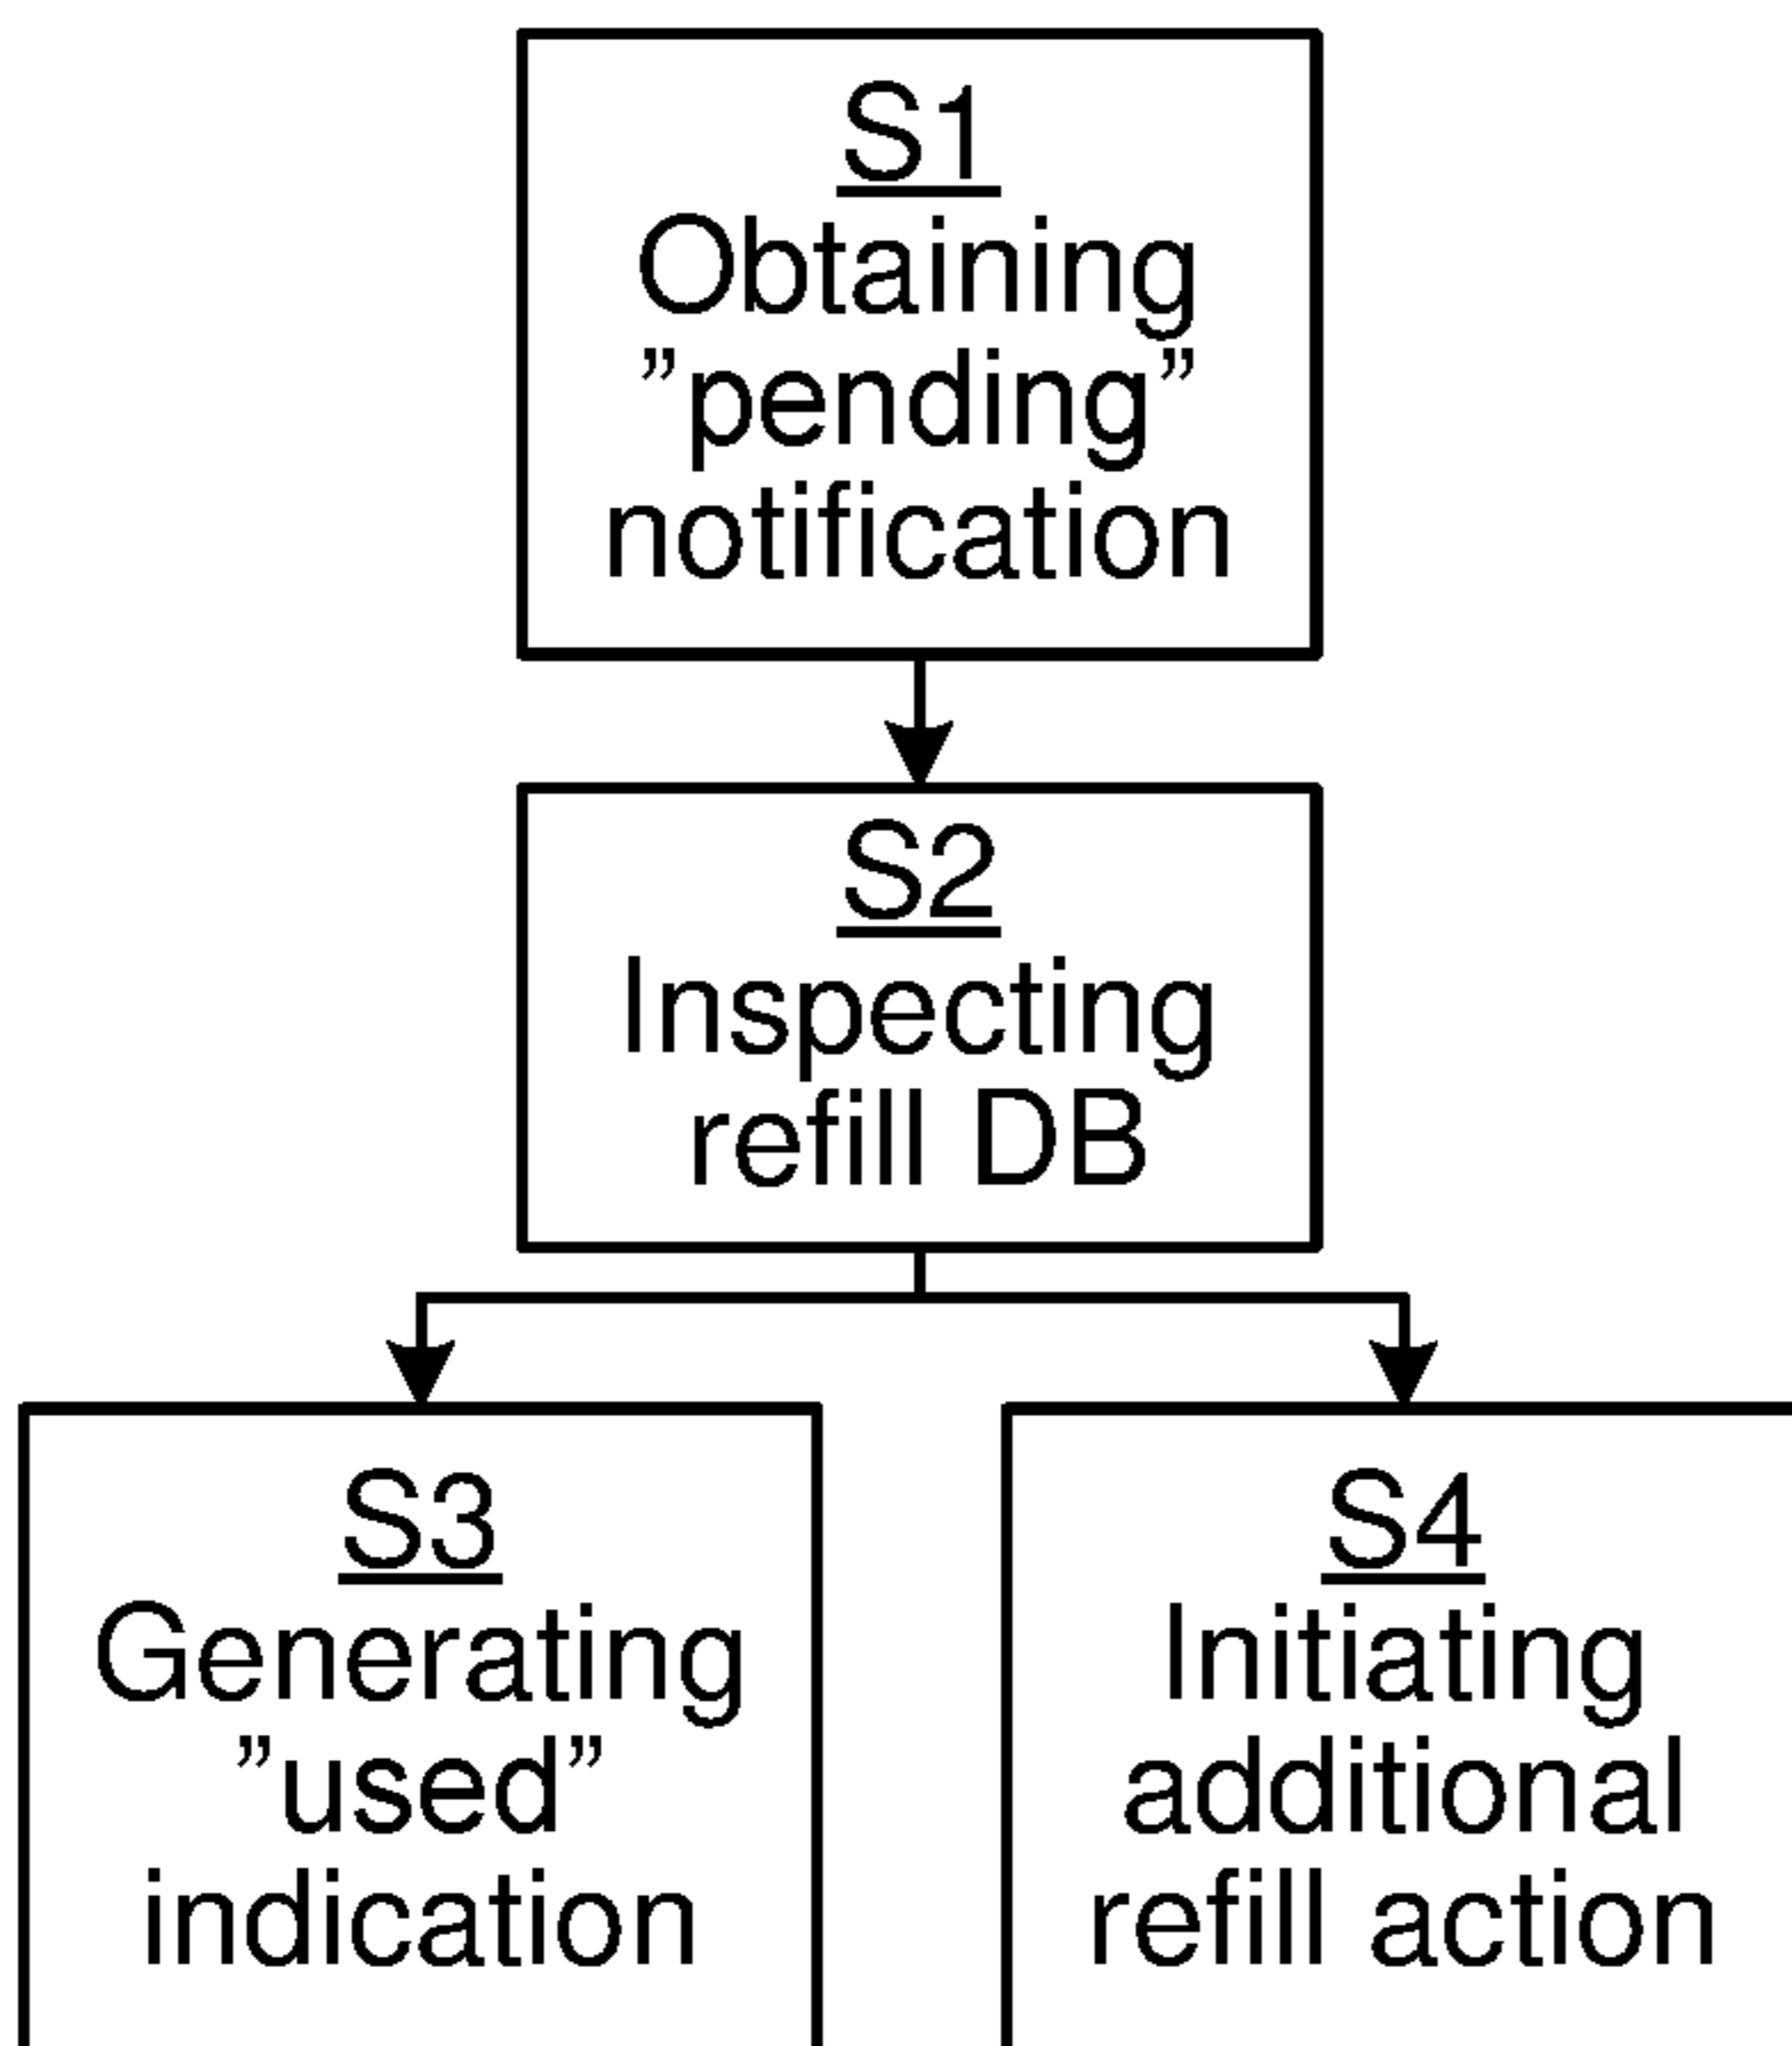 S1
Obtaining
”pending”
notification
S2
Inspecting
refill DB
S3
Generating
”used”
indication
S4
Initiating
additional
refill action